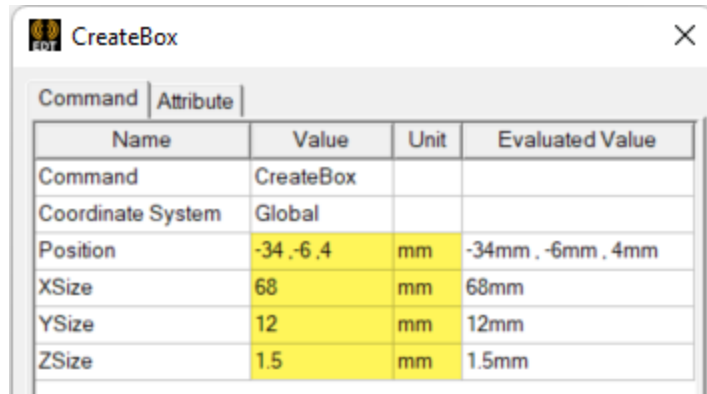 EDT CreateBox
Command Attribute
Name Value Unit Evaluated Value
Command CreateBox
Coordinate System Global
Position -34 ,-6 ,4 mm -34mm , -6mm , 4mm
XSize 68 mm 68mm
YSize 12 mm 12mm
ZSize 1.5 mm 1.5mm